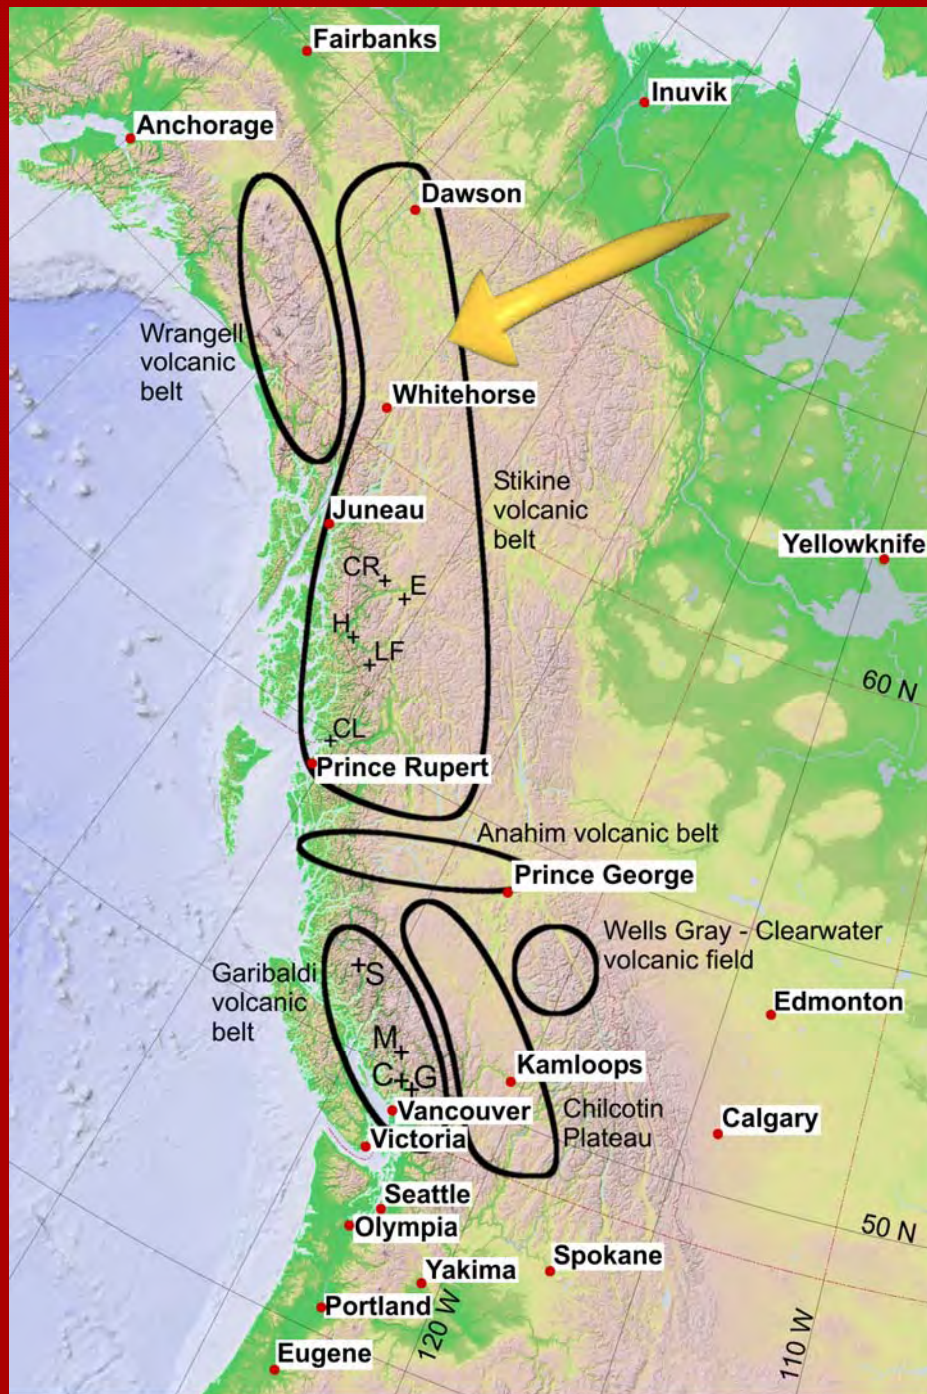 Fairbanks
Inuvik
Anchorage
Dawson
Wrangell
volcanic
belt
Whitehorse
Stikine
volcanic
belt
Juneau
Yellowknife
CR
E
H
LF
60 N
CL
Prince Rupert
Anahim volcanic belt
Prince George
Wells Gray - Clearwater
volcanic field
Garibaldi
volcanic
belt
S
Edmonton
M
Kamloops
C
G
Vancouver
Chilcotin
Plateau
Calgary
Victoria
Seattle
Olympia
50 N
Spokane
Yakima
Portland
120 W
110 W
Eugene